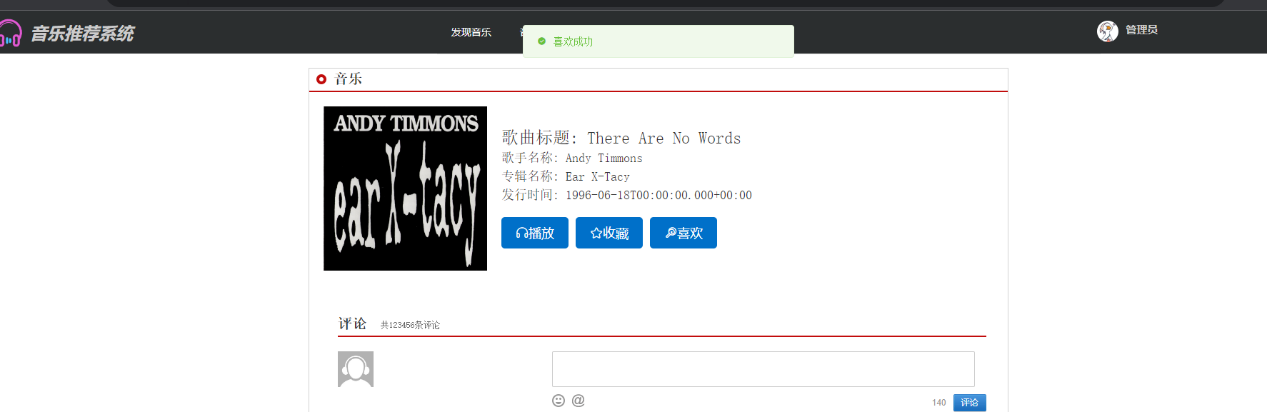 音乐推荐系统
发现音乐
喜欢成功
管理员
音乐
ANDY TIMMONS
ear X-tacy
歌曲标题: There Are No Words
歌手名称: Andy Timmons
专辑名称: Ear X-Tacy
发行时间: 1996-06-18T00:00:00.000+00:00
播放 收藏 喜欢
评论 共123456条评论
@ 140 评论